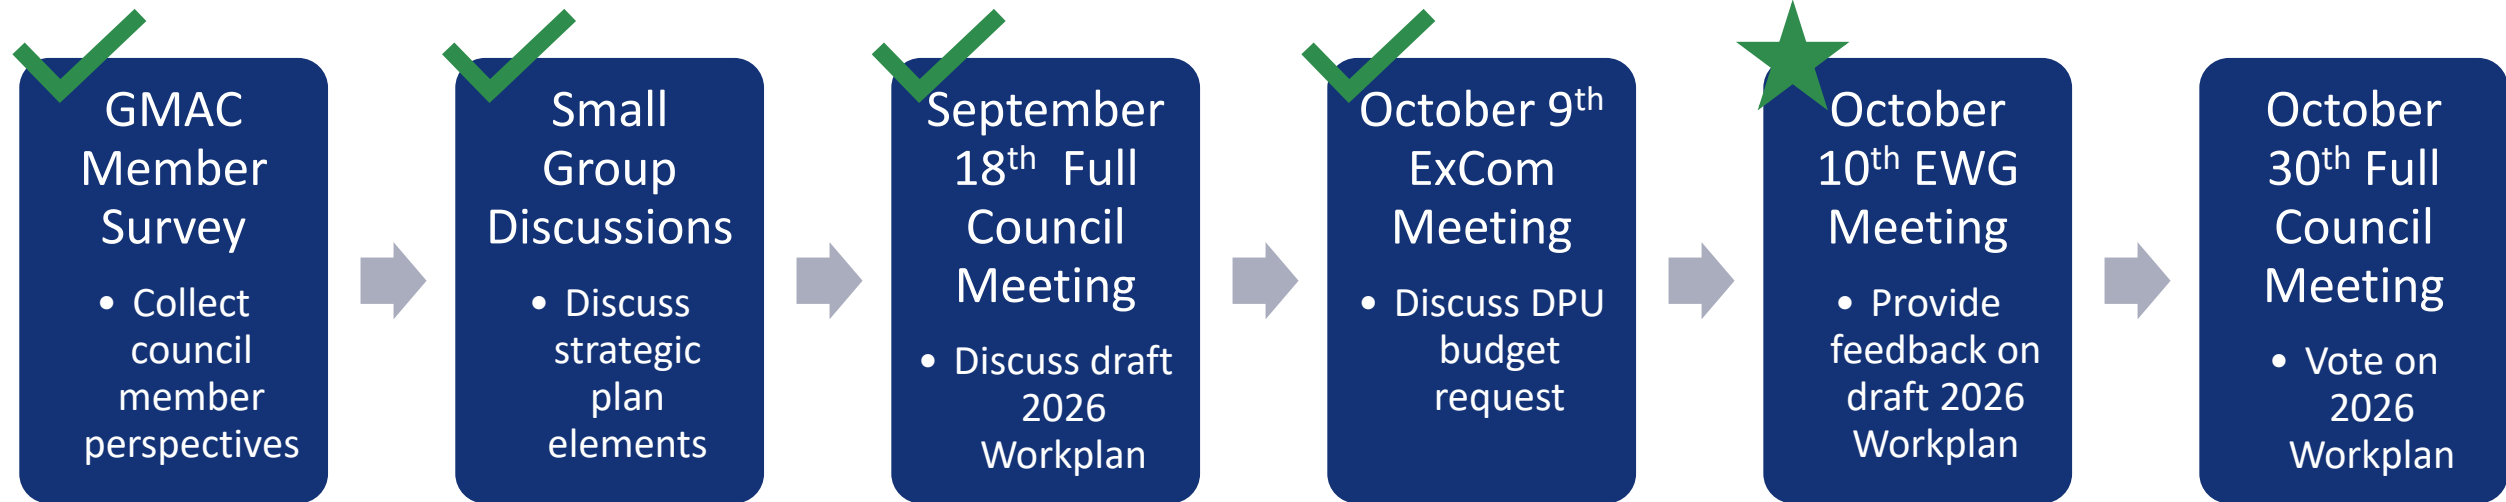 GMAC
Member
Survey
• Collect
council
member
perspectives
Small
Group
Discussions
• Discuss
strategic
plan
elements
September
18th Full
Council
Meeting
• Discuss draft
2026
Workplan
October 9th
ExCom
Meeting
• Discuss DPU
budget
request
October
10th EWG
Meeting
• Provide
feedback on
draft 2026
Workplan
October
30th Full
Council
Meeting
• Vote on
2026
Workplan